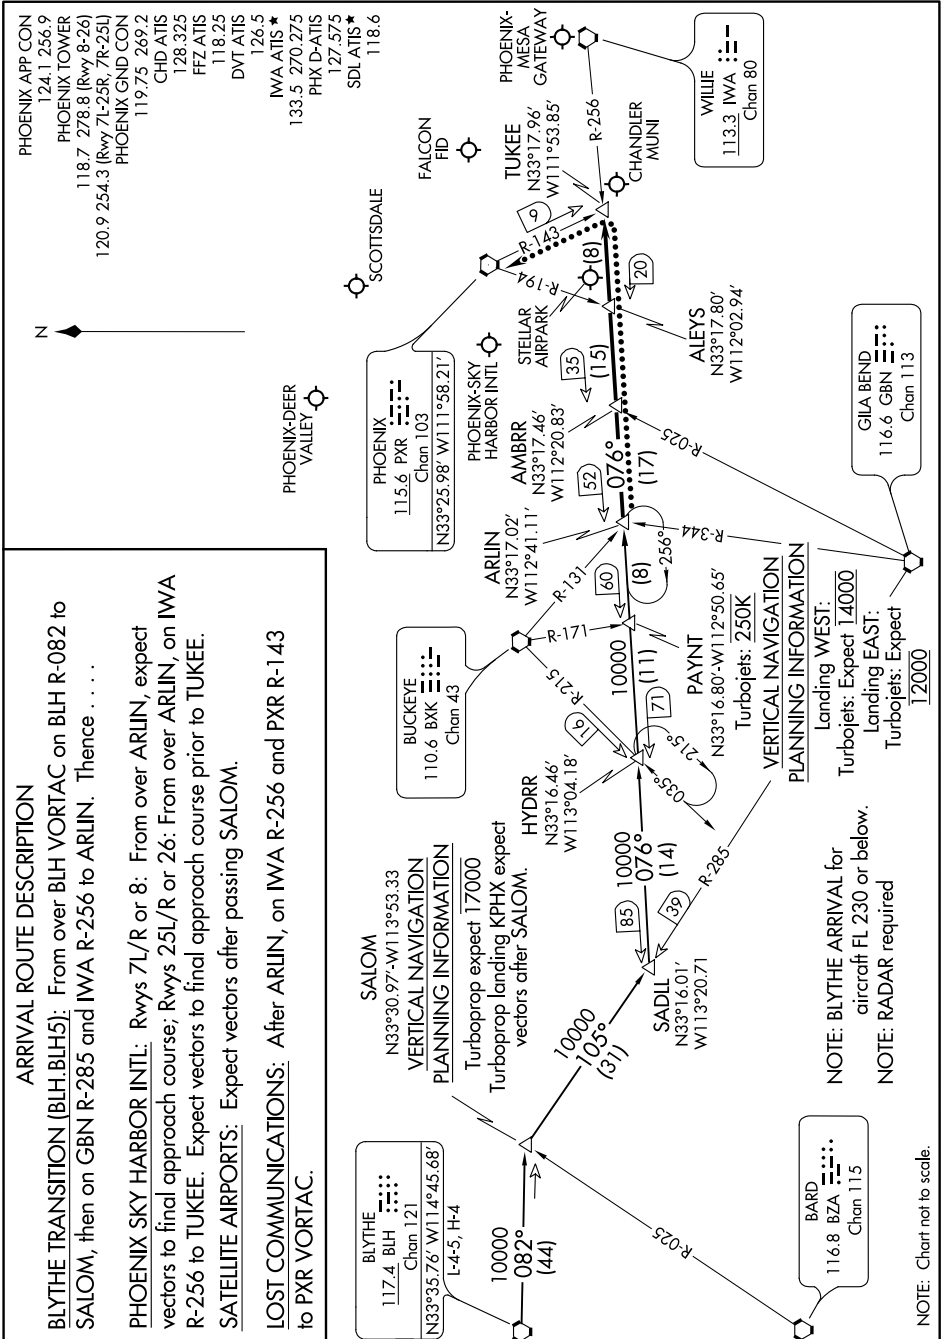 ARRIVAL ROUTE DESCRIPTION
BLYTHE TRANSITION (BLH.BLH5): From over BLH VORTAC on BLH R-082 to
SALOM, then on GBN R-285 and IWA R-256 to ARLIN. Thence . . . .
PHOENIX SKY HARBOR INTL: Rwys 7L/R or 8: From over ARLIN, expect
vectors to final approach course; Rwys 25L/R or 26: From over ARLIN, on IWA
R-256 to TUKEE. Expect vectors to final approach course prior to TUKEE.
SATELLITE AIRPORTS: Expect vectors after passing SALOM.
LOST COMMUNICATIONS: After ARLIN, on IWA R-256 and PXR R-143
to PXR VORTAC.
PHOENIX APP CON
124.1 256.9
PHOENIX TOWER
118.7 278.8 (Rwy 8-26)
120.9 254.3 (Rwy 7L-25R, 7R-25L)
PHOENIX GND CON
119.75 269.2
CHD ATIS
128.325
FFZ ATIS
118.25
DVT ATIS
126.5
IWA ATIS ★
133.5 270.275
PHX D-ATIS
127.575
SDL ATIS★
118.6
N
PHOENIX-DEER
VALLEY
SCOTTSDALE
FALCON
FID
PHOENIX-
MESA
GATEWAY
PHOENIX
115.6 PXR
Chan 103
N33°25.98' W111°58.21'
PHOENIX-SKY
HARBOR INTL
STELLAR
AIRPARK
CHANDLER
MUNI
WILLIE
113.3 IWA
Chan 80
R-256
TUKEE
N33°17.96'
W111°53.85'
R-143
9
R-194
(8)
20
ALEYS
N33°17.80'
W112°02.94'
(15)
35
AMBRR
N33°17.46'
W112°20.83'
076°
(17)
52
R-025
GILA BEND
116.6 GBN
Chan 113
ARLIN
N33°17.02'
W112°41.11'
R-131
R-344
256°
(8)
60
BUCKEYE
110.6 BXK
Chan 43
R-171
R-215
10000
(11)
PAYNT
N33°16.80'-W112°50.65'
Turbojets: 250K
VERTICAL NAVIGATION
PLANNING INFORMATION
Landing WEST:
Turbojets: Expect 14000
Landing EAST:
Turbojets: Expect
12000
HYDRR
N33°16.46'
W113°04.18'
16
71
215°
035°
10000
076°
(14)
SALOM
N33°30.97'-W113°53.33
VERTICAL NAVIGATION
PLANNING INFORMATION
Turboprop expect 17000
Turboprop landing KPHX expect
vectors after SALOM.
85
39
R-285
SADLL
N33°16.01'
W113°20.71
10000
105°
(31)
BLYTHE
117.4 BLH
Chan 121
N33°35.76' W114°45.68'
L-4-5, H-4
10000
082°
(44)
R-025
BARD
116.8 BZA
Chan 115
NOTE: BLYTHE ARRIVAL for
aircraft FL 230 or below.
NOTE: RADAR required
NOTE: Chart not to scale.